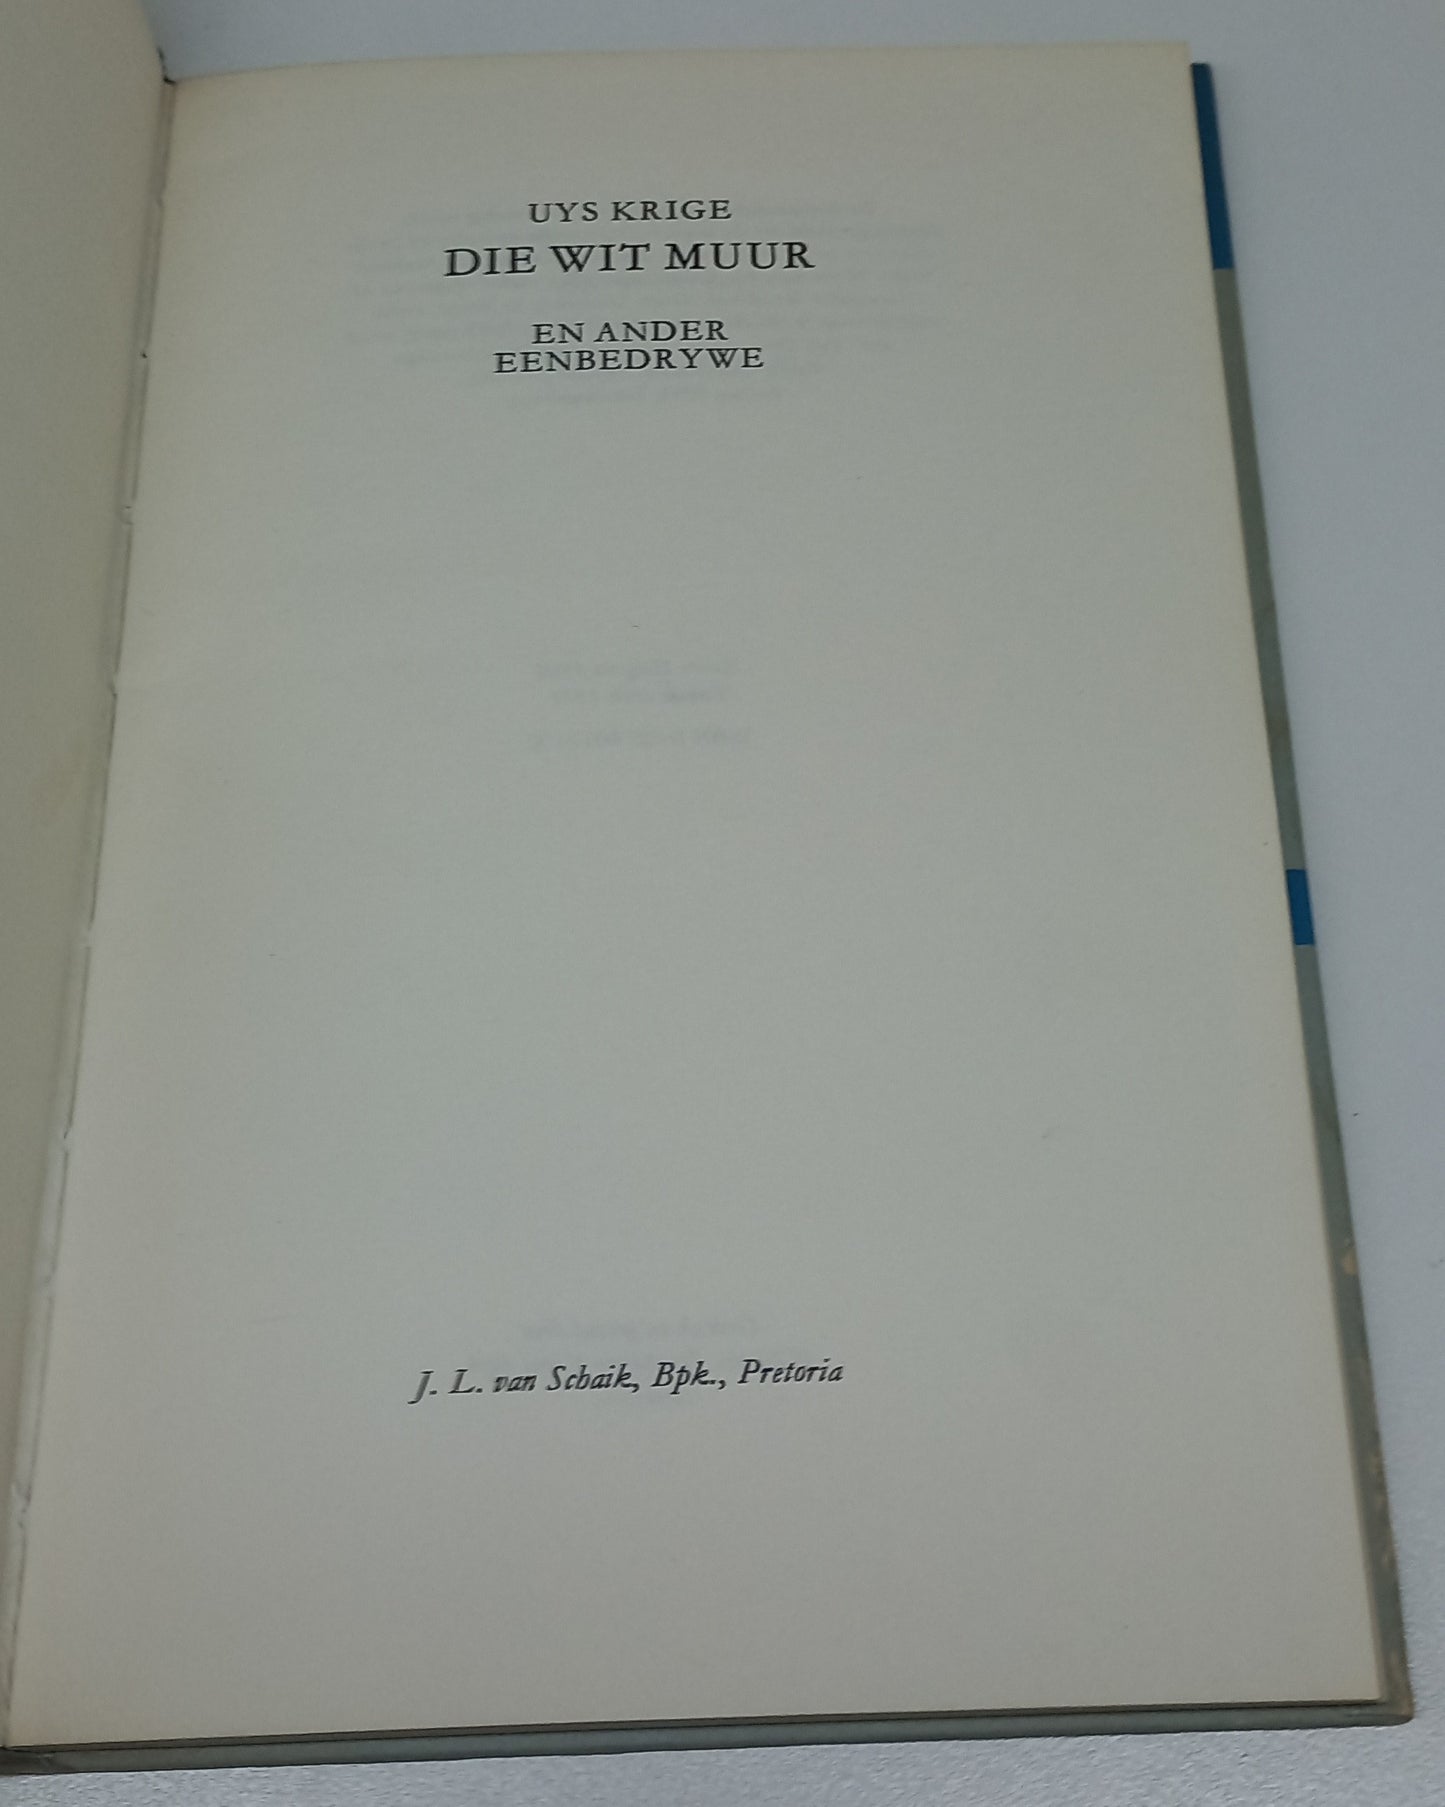 UYS KRIGE
DIE WIT MUUR
EN ANDER
EENBEDRYWE
J. L. van Schaik, Bpk., Pretoria